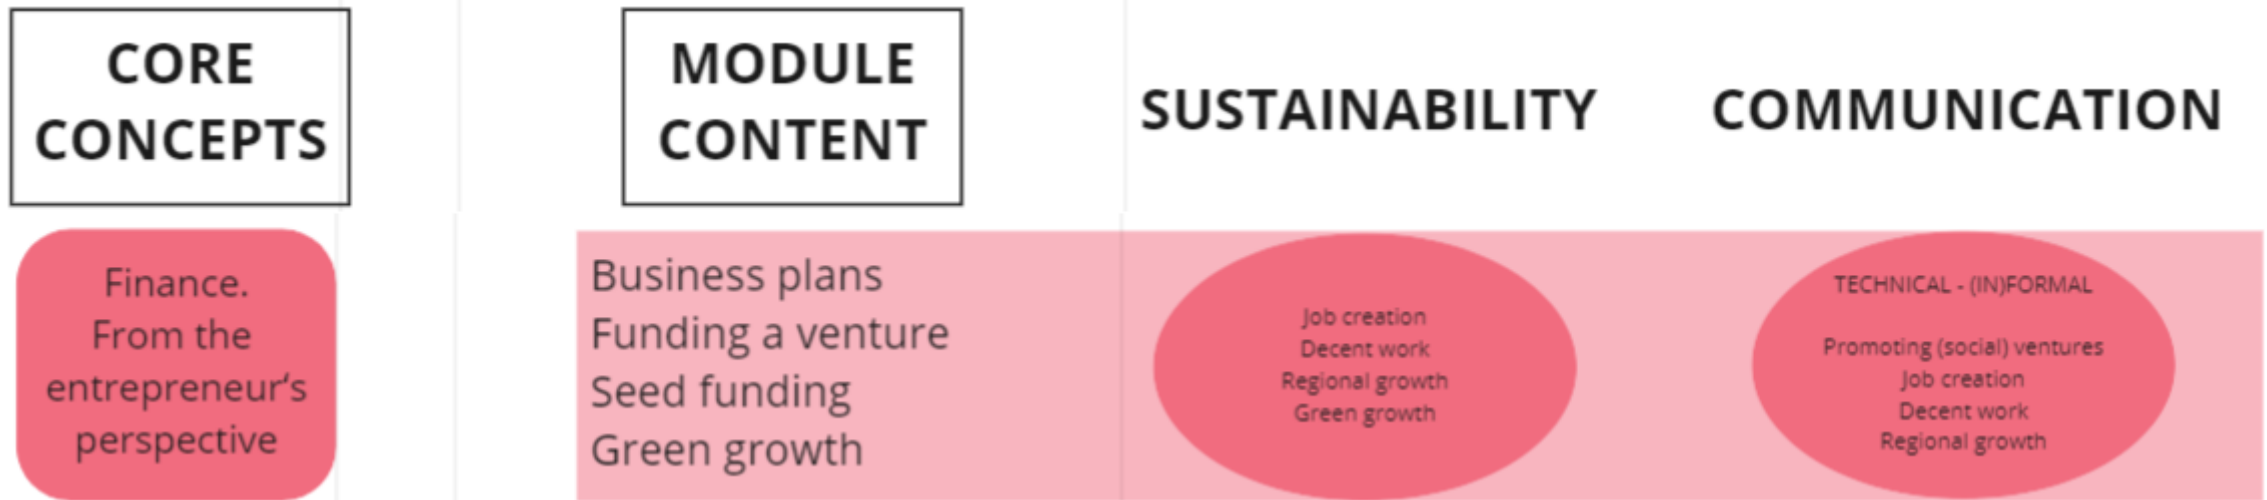 CORE
CONCEPTS
MODULE
CONTENT
SUSTAINABILITY
COMMUNICATION
Finance.
From the
entrepreneur‘s
perspective
Business plans
Funding a venture
Seed funding
Green growth
Job creation
Decent work
Regional growth
Green growth
TECHNICAL - (IN)FORMAL
Promoting (social) ventures
Job creation
Decent work
Regional growth